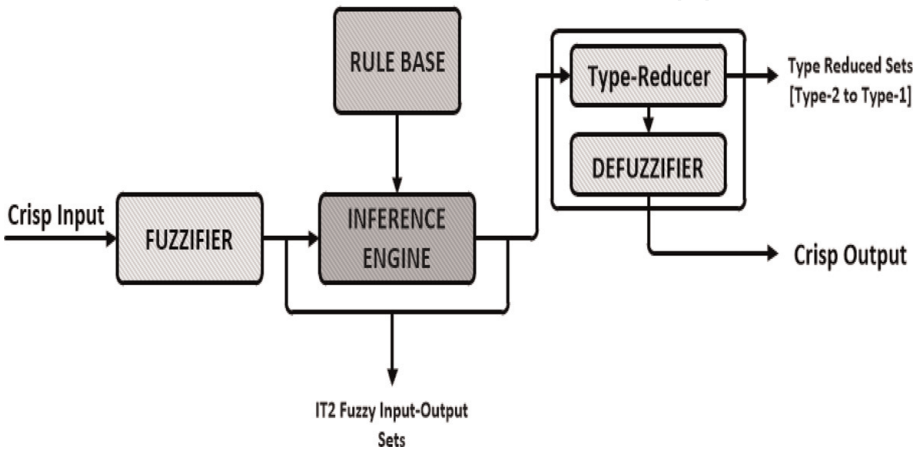 RULE BASE
Type-Reducer
Type Reduced Sets
[Type-2 to Type-1]
DEFUZZIFIER
Crisp Input
FUZZIFIER
INFERENCE
ENGINE
Crisp Output
IT2 Fuzzy Input-Output
Sets